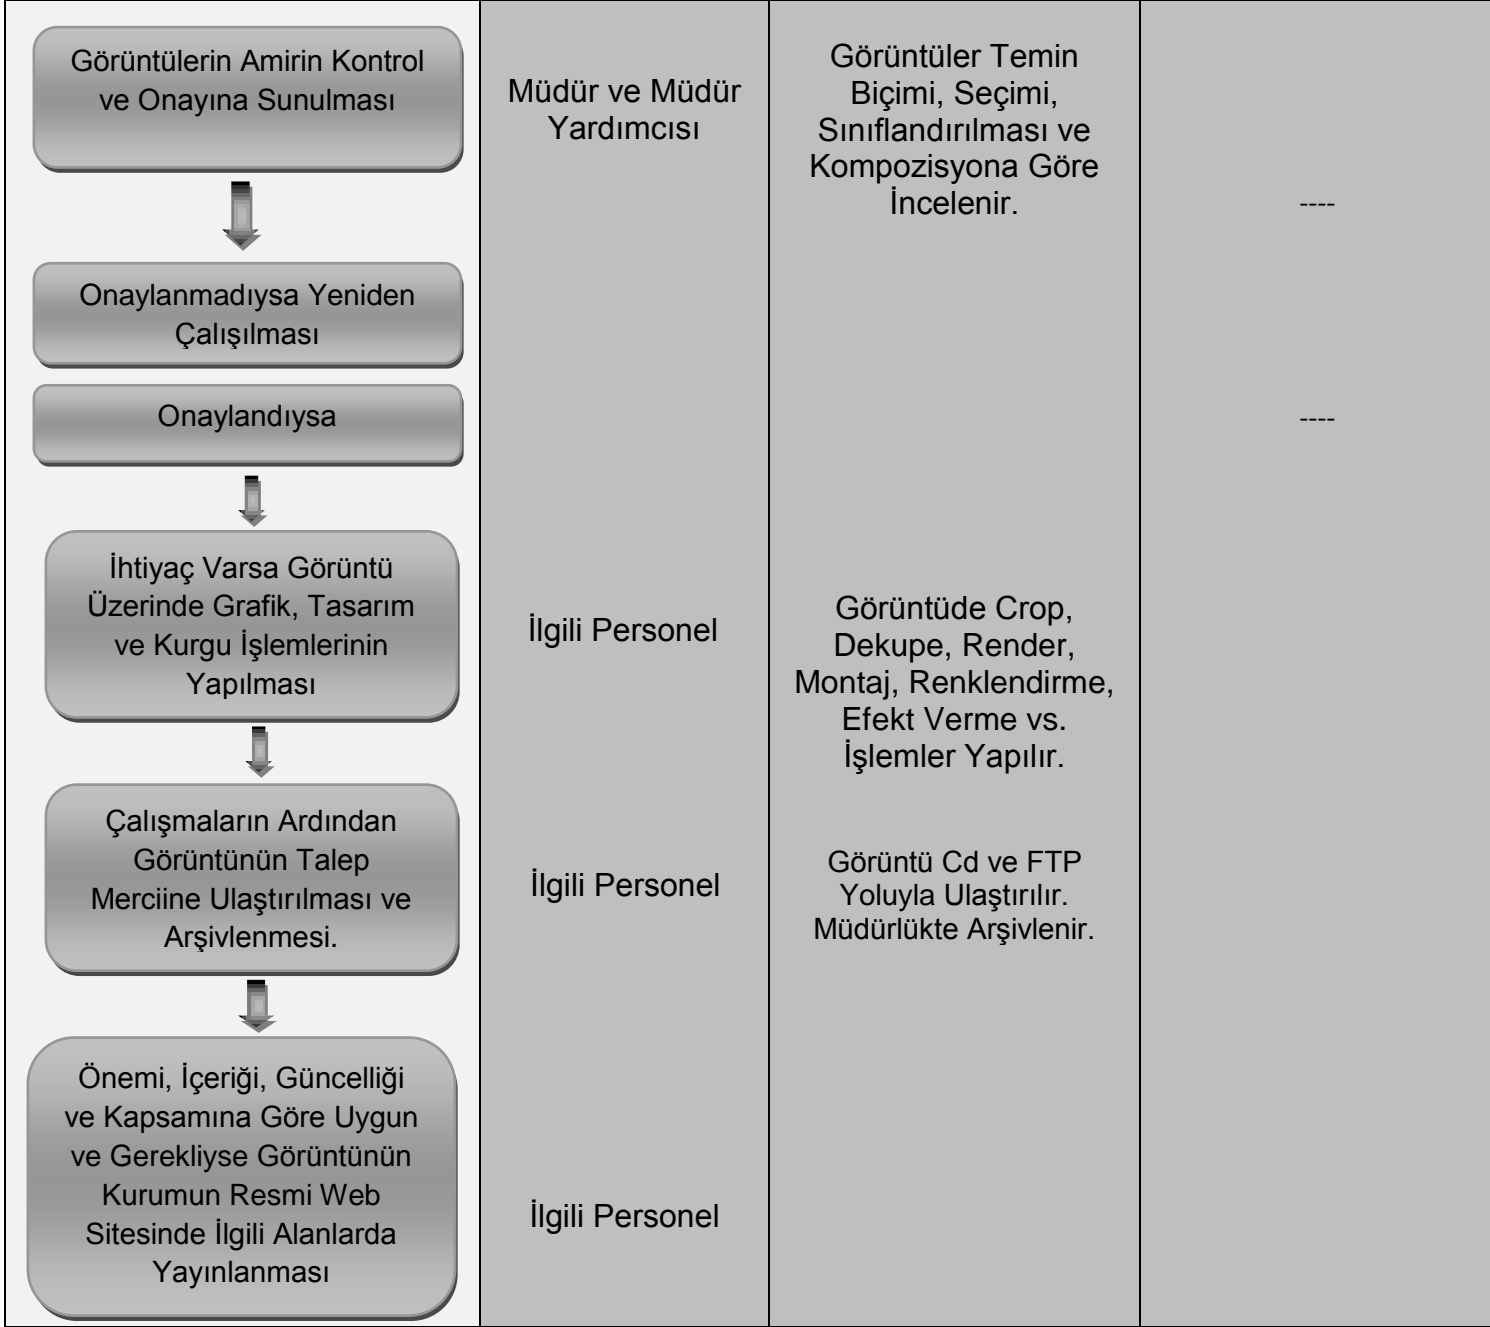 Görüntülerin Amirin Kontrol
ve Onayına Sunulması
Müdür ve Müdür
Yardımcısı
Görüntüler Temin
Biçimi, Seçimi,
Sınıflandırılması ve
Kompozisyona Göre
İncelenir.
----
Onaylanmadıysa Yeniden
Çalışılması
Onaylandıysa
----
İhtiyaç Varsa Görüntü
Üzerinde Grafik, Tasarım
ve Kurgu İşlemlerinin
Yapılması
İlgili Personel
Görüntüde Crop,
Dekupe, Render,
Montaj, Renklendirme,
Efekt Verme vs.
İşlemler Yapılır.
Çalışmaların Ardından
Görüntünün Talep
Merciine Ulaştırılması ve
Arşivlenmesi.
İlgili Personel
Görüntü Cd ve FTP
Yoluyla Ulaştırılır.
Müdürlükte Arşivlenir.
Önemi, İçeriği, Güncelliği
ve Kapsamına Göre Uygun
ve Gerekliyse Görüntünün
Kurumun Resmi Web
Sitesinde İlgili Alanlarda
Yayınlanması
İlgili Personel